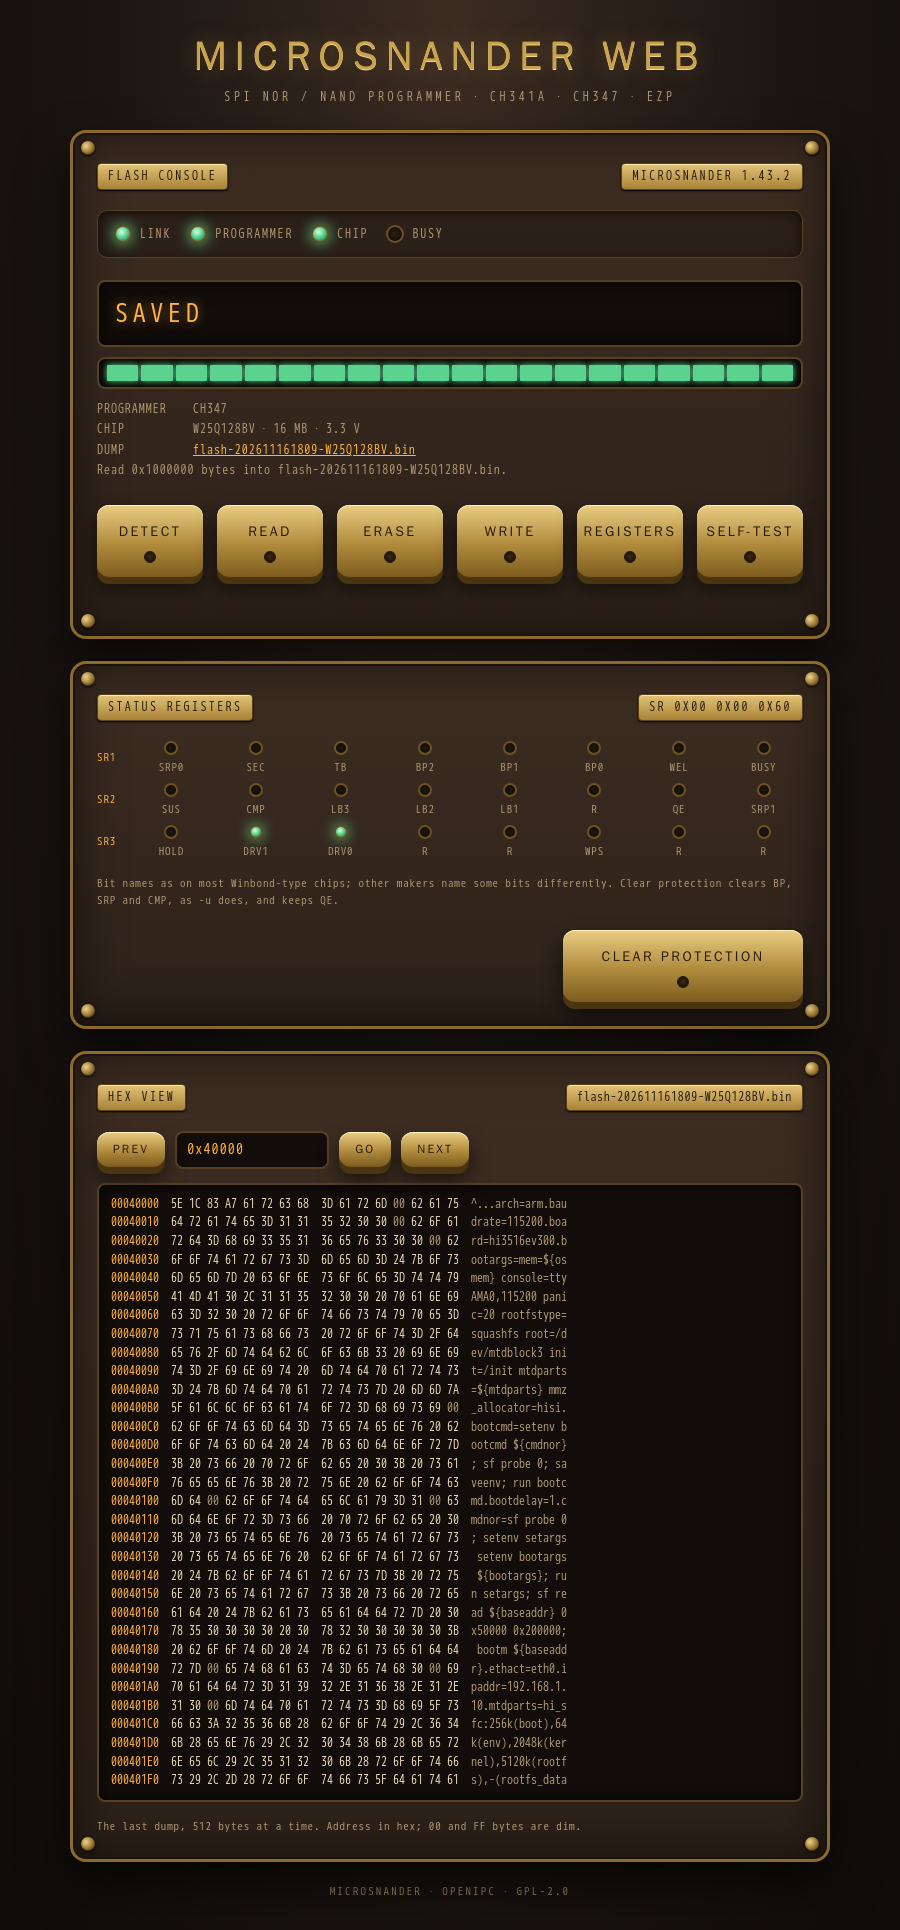 MICROSNANDER WEB
SPI NOR / NAND PROGRAMMER · CH341A · CH347 · EZP
FLASH CONSOLE MICROSNANDER 1.43.2
LINK PROGRAMMER CHIP BUSY
SAVED
PROGRAMMER CH347
CHIP W25Q128BV · 16 MB · 3.3 V
DUMP flash-202611161809-W25Q128BV.bin
Read 0x1000000 bytes into flash-202611161809-W25Q128BV.bin.
DETECT READ ERASE WRITE REGISTERS SELF-TEST
STATUS REGISTERS SR 0X00 0X00 0X60
SR1 SRP0 SEC TB BP2 BP1 BP0 WEL BUSY
SR2 SUS CMP LB3 LB2 LB1 R QE SRP1
SR3 HOLD DRV1 DRV0 R R WPS R R
Bit names as on most Winbond-type chips; other makers name some bits differently. Clear protection clears BP,
SRP and CMP, as -u does, and keeps QE.
CLEAR PROTECTION
HEX VIEW flash-202611161809-W25Q128BV.bin
PREV 0x40000 GO NEXT
00040000 5E 1C 83 A7 61 72 63 68 3D 61 72 6D 00 62 61 75 ^...arch=arm.bau
00040010 64 72 61 74 65 3D 31 31 35 32 30 30 00 62 6F 61 drate=115200.boa
00040020 72 64 3D 68 69 33 35 31 36 65 76 33 30 30 00 62 rd=hi3516ev300.b
00040030 6F 6F 74 61 72 67 73 3D 6D 65 6D 3D 24 7B 6F 73 ootargs=mem=${os
00040040 6D 65 6D 7D 20 63 6F 6E 73 6F 6C 65 3D 74 74 79 mem} console=tty
00040050 41 4D 41 30 2C 31 31 35 32 30 30 20 70 61 6E 69 AMA0,115200 pani
00040060 63 3D 32 30 20 72 6F 6F 74 66 73 74 79 70 65 3D c=20 rootfstype=
00040070 73 71 75 61 73 68 66 73 20 72 6F 6F 74 3D 2F 64 squashfs root=/d
00040080 65 76 2F 6D 74 64 62 6C 6F 63 6B 33 20 69 6E 69 ev/mtdblock3 ini
00040090 74 3D 2F 69 6E 69 74 20 6D 74 64 70 61 72 74 73 t=/init mtdparts
000400A0 3D 24 7B 6D 74 64 70 61 72 74 73 7D 20 6D 6D 7A =${mtdparts} mmz
000400B0 5F 61 6C 6C 6F 63 61 74 6F 72 3D 68 69 73 69 00 _allocator=hisi.
000400C0 62 6F 6F 74 63 6D 64 3D 73 65 74 65 6E 76 20 62 bootcmd=setenv b
000400D0 6F 6F 74 63 6D 64 20 24 7B 63 6D 64 6E 6F 72 7D ootcmd ${cmdnor}
000400E0 3B 20 73 66 20 70 72 6F 62 65 20 30 3B 20 73 61 ; sf probe 0; sa
000400F0 76 65 65 6E 76 3B 20 72 75 6E 20 62 6F 6F 74 63 veenv; run bootc
00040100 6D 64 00 62 6F 6F 74 64 65 6C 61 79 3D 31 00 63 md.bootdelay=1.c
00040110 6D 64 6E 6F 72 3D 73 66 20 70 72 6F 62 65 20 30 mdnor=sf probe 0
00040120 3B 20 73 65 74 65 6E 76 20 73 65 74 61 72 67 73 ; setenv setargs
00040130 20 73 65 74 65 6E 76 20 62 6F 6F 74 61 72 67 73 setenv bootargs
00040140 20 24 7B 62 6F 6F 74 61 72 67 73 7D 3B 20 72 75 ${bootargs}; ru
00040150 6E 20 73 65 74 61 72 67 73 3B 20 73 66 20 72 65 n setargs; sf re
00040160 61 64 20 24 7B 62 61 73 65 61 64 64 72 7D 20 30 ad ${baseaddr} 0
00040170 78 35 30 30 30 30 20 30 78 32 30 30 30 30 30 3B x50000 0x200000;
00040180 20 62 6F 6F 74 6D 20 24 7B 62 61 73 65 61 64 64 bootm ${baseadd
00040190 72 7D 00 65 74 68 61 63 74 3D 65 74 68 30 00 69 r}.ethact=eth0.i
000401A0 70 61 64 64 72 3D 31 39 32 2E 31 36 38 2E 31 2E paddr=192.168.1.
000401B0 31 30 00 6D 74 64 70 61 72 74 73 3D 68 69 5F 73 10.mtdparts=hi_s
000401C0 66 63 3A 32 35 36 6B 28 62 6F 6F 74 29 2C 36 34 fc:256k(boot),64
000401D0 6B 28 65 6E 76 29 2C 32 30 34 38 6B 28 6B 65 72 k(env),2048k(ker
000401E0 6E 65 6C 29 2C 35 31 32 30 6B 28 72 6F 6F 74 66 nel),5120k(rootf
000401F0 73 29 2C 2D 28 72 6F 6F 74 66 73 5F 64 61 74 61 s),-(rootfs_data
The last dump, 512 bytes at a time. Address in hex; 00 and FF bytes are dim.
MICROSNANDER · OPENIPC · GPL-2.0